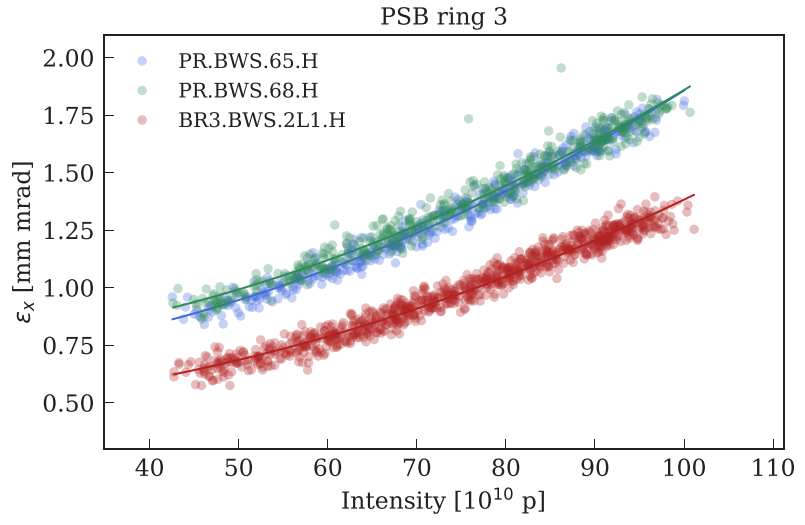 PSB ring 3
PR.BWS.65.H
PR.BWS.68.H
BR3.BWS.2L1.H
2.00
1.75
1.50
1.25
1.00
0.75
0.50
εₓ [mm mrad]
40 50 60 70 80 90 100 110
Intensity [10¹⁰ p]